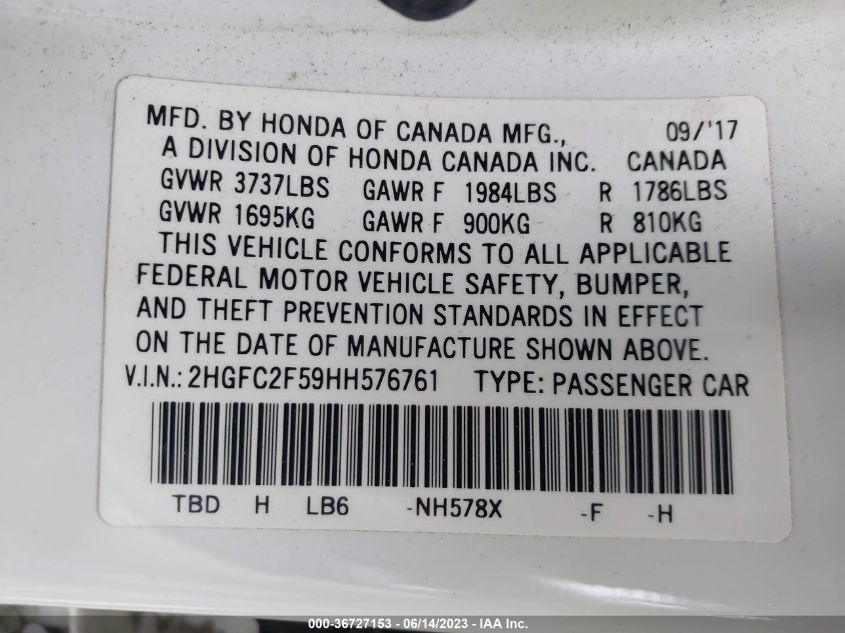 MFD. BY HONDA OF CANADA MFG., 09/'17
A DIVISION OF HONDA CANADA INC. CANADA
GVWR 3737LBS GAWR F 1984LBS R 1786LBS
GVWR 1695KG GAWR F 900KG R 810KG
THIS VEHICLE CONFORMS TO ALL APPLICABLE
FEDERAL MOTOR VEHICLE SAFETY, BUMPER,
AND THEFT PREVENTION STANDARDS IN EFFECT
ON THE DATE OF MANUFACTURE SHOWN ABOVE.
V.I.N.: 2HGFC2F59HH576761 TYPE: PASSENGER CAR
TBD H LB6 -NH578X -F -H
000-36727153 - 06/14/2023 - IAA Inc.